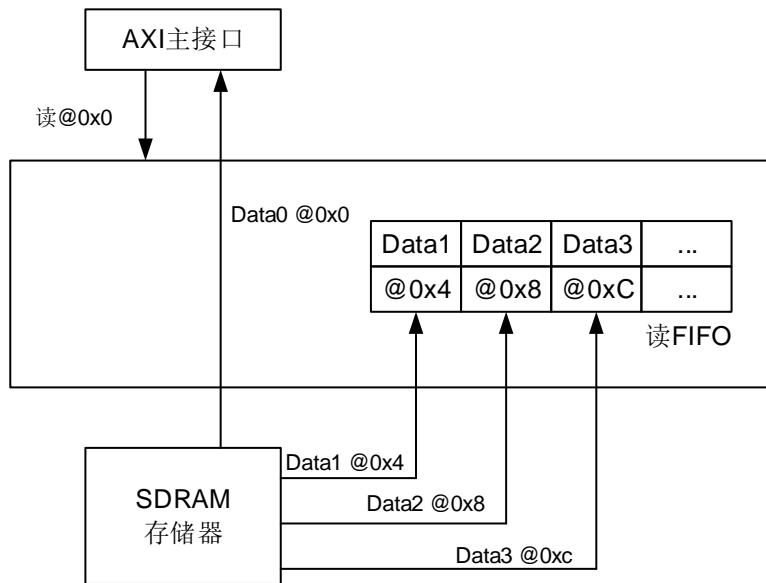 AXI主接口
读@0x0
Data0 @0x0
Data1 Data2 Data3 ...
@0x4 @0x8 @0xC ...
读FIFO
Data1 @0x4
SDRAM
存储器
Data2 @0x8
Data3 @0xc